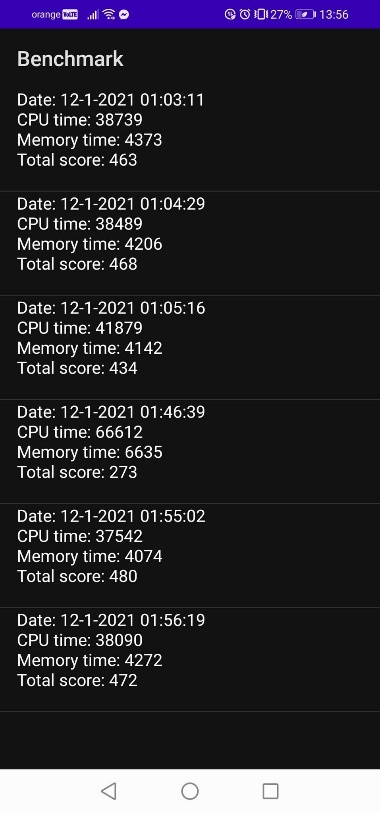 orange VoLTE 27% 13:56
Benchmark
Date: 12-1-2021 01:03:11
CPU time: 38739
Memory time: 4373
Total score: 463
Date: 12-1-2021 01:04:29
CPU time: 38489
Memory time: 4206
Total score: 468
Date: 12-1-2021 01:05:16
CPU time: 41879
Memory time: 4142
Total score: 434
Date: 12-1-2021 01:46:39
CPU time: 66612
Memory time: 6635
Total score: 273
Date: 12-1-2021 01:55:02
CPU time: 37542
Memory time: 4074
Total score: 480
Date: 12-1-2021 01:56:19
CPU time: 38090
Memory time: 4272
Total score: 472